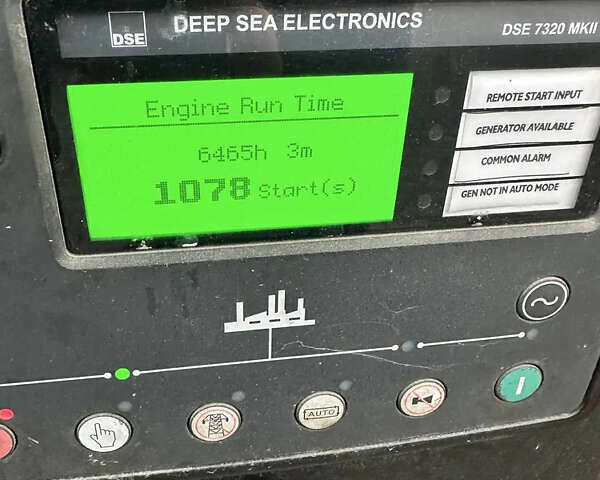 DSE
DEEP SEA ELECTRONICS
DSE 7320 MKII
Engine Run Time
6465h 3m
1078 Start(s)
REMOTE START INPUT
GENERATOR AVAILABLE
COMMON ALARM
GEN NOT IN AUTO MODE
AUTO
I